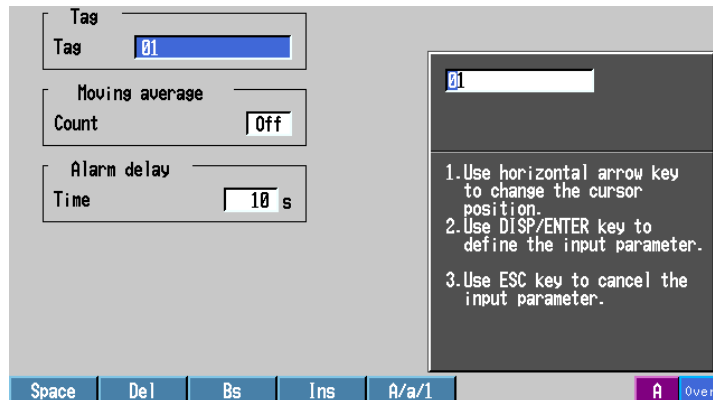 Tag
Tag 01
Moving average
Count Off
Alarm delay
Time 10 s
01
1.Use horizontal arrow key
to change the cursor
position.
2.Use DISP/ENTER key to
define the input parameter.
3.Use ESC key to cancel the
input parameter.
Space Del Bs Ins A/a/1 A Over